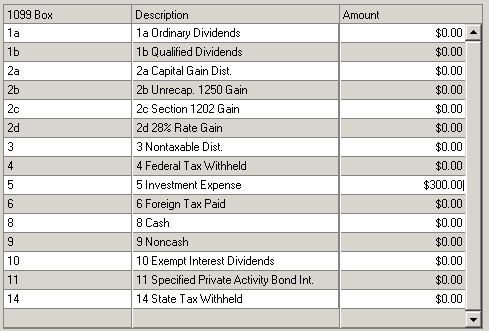 1099 Box Description Amount
1a 1a Ordinary Dividends $0.00
1b 1b Qualified Dividends $0.00
2a 2a Capital Gain Dist. $0.00
2b 2b Unrecap. 1250 Gain $0.00
2c 2c Section 1202 Gain $0.00
2d 2d 28% Rate Gain $0.00
3 3 Nontaxable Dist. $0.00
4 4 Federal Tax Withheld $0.00
5 5 Investment Expense $300.00
6 6 Foreign Tax Paid $0.00
8 8 Cash $0.00
9 9 Noncash $0.00
10 10 Exempt Interest Dividends $0.00
11 11 Specified Private Activity Bond Int. $0.00
14 14 State Tax Withheld $0.00